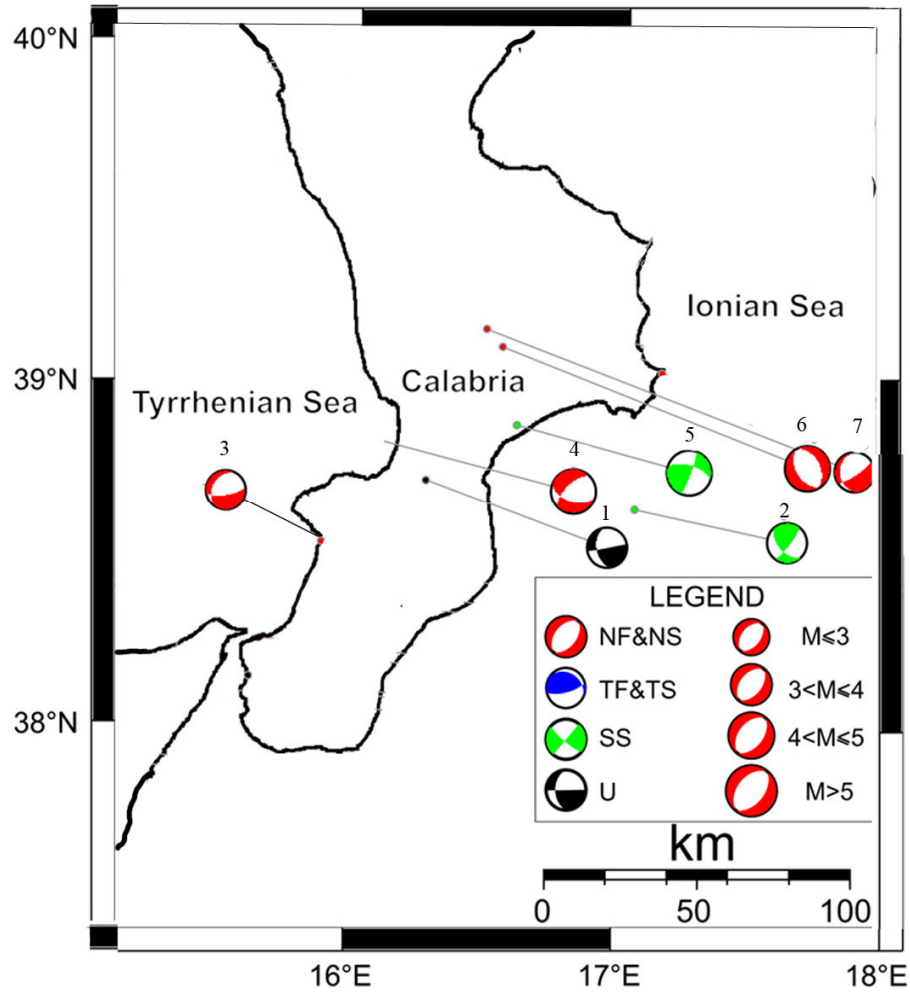 40°N
Ionian Sea
39°N
Calabria
Tyrrhenian Sea
3
4
5
6
7
1
2
LEGEND
NF&NS M⩽3
TF&TS 3<M⩽4
SS 4<M⩽5
U M>5
38°N
km
0 50 100
16°E 17°E 18°E